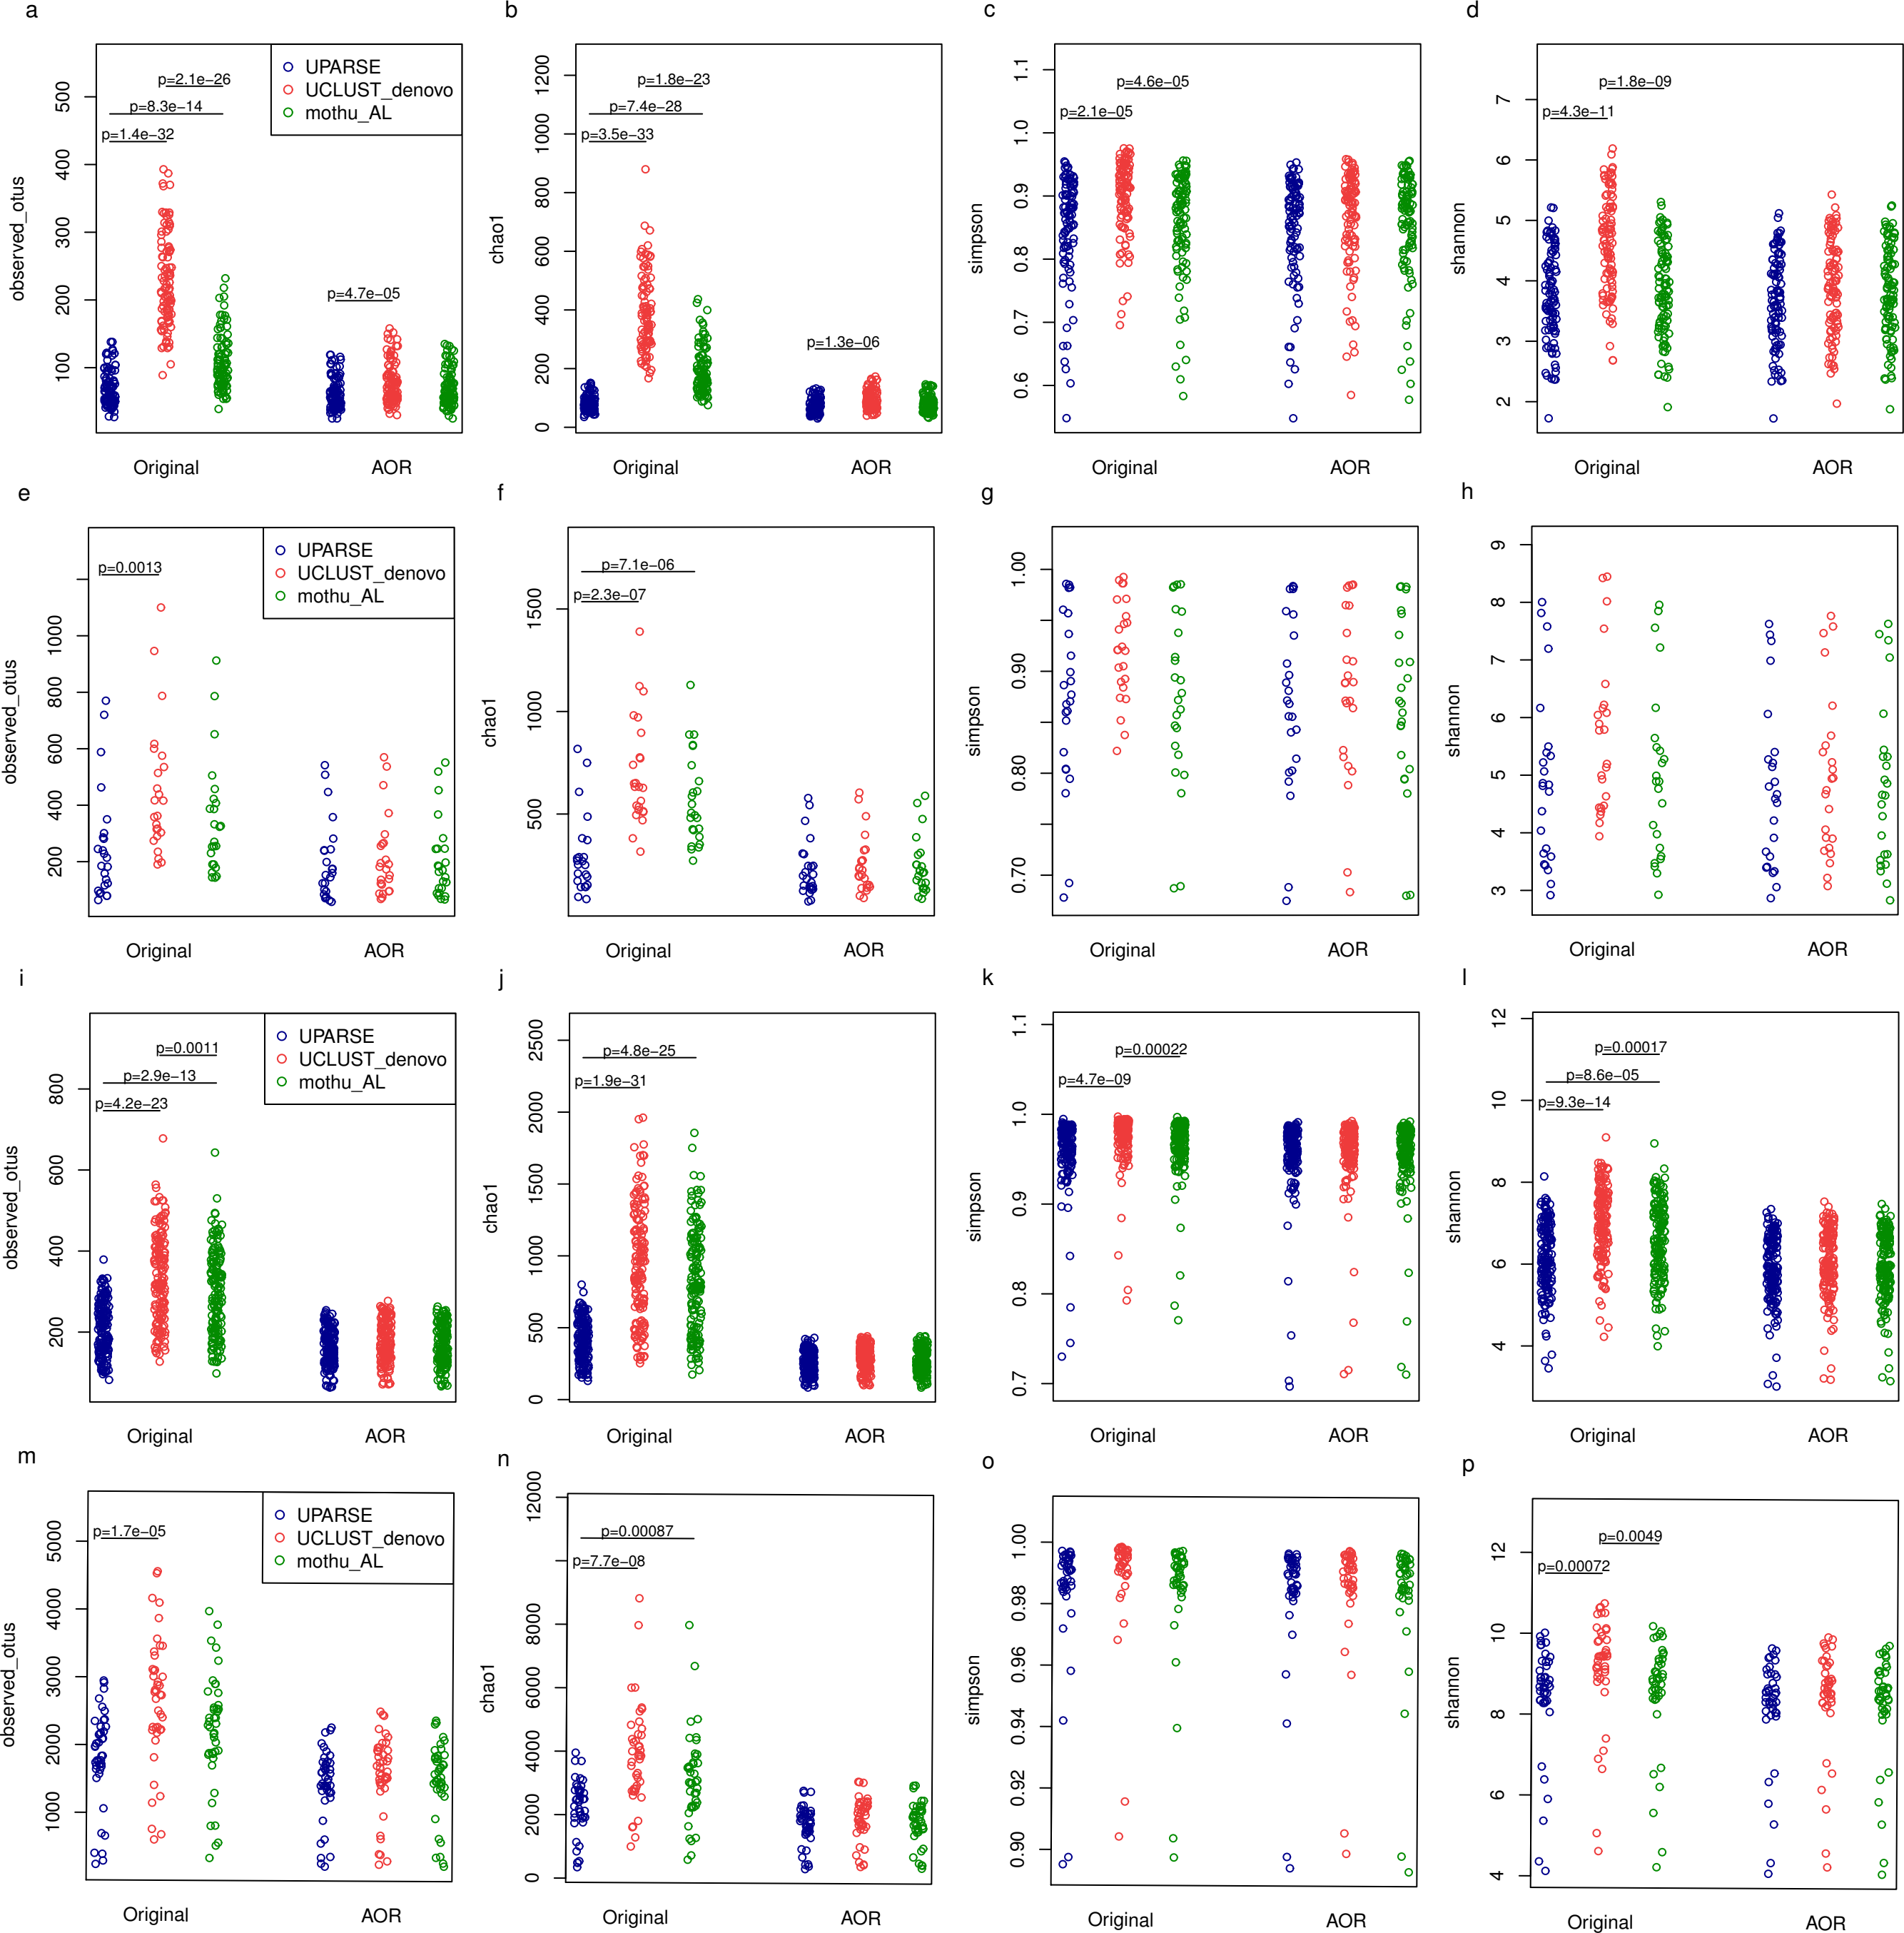 a
b
c
d
observed_otus
100
200
300
400
500
p=2.1e−26
p=8.3e−14
p=1.4e−32
p=4.7e−05
UPARSE
UCLUST_denovo
mothu_AL
Original
AOR
chao1
0
200
400
600
800
1000
1200
p=1.8e−23
p=7.4e−28
p=3.5e−33
p=1.3e−06
Original
AOR
simpson
0.6
0.7
0.8
0.9
1.0
1.1
p=4.6e−05
p=2.1e−05
Original
AOR
shannon
2
3
4
5
6
7
p=1.8e−09
p=4.3e−11
Original
AOR
e
f
g
h
observed_otus
200
400
600
800
1000
p=0.0013
UPARSE
UCLUST_denovo
mothu_AL
Original
AOR
chao1
500
1000
1500
p=7.1e−06
p=2.3e−07
Original
AOR
simpson
0.70
0.80
0.90
1.00
Original
AOR
shannon
3
4
5
6
7
8
9
Original
AOR
i
j
k
l
observed_otus
200
400
600
800
p=0.0011
p=2.9e−13
p=4.2e−23
UPARSE
UCLUST_denovo
mothu_AL
Original
AOR
chao1
0
500
1000
1500
2000
2500
p=4.8e−25
p=1.9e−31
Original
AOR
simpson
0.7
0.8
0.9
1.0
1.1
p=0.00022
p=4.7e−09
Original
AOR
shannon
4
6
8
10
12
p=0.00017
p=8.6e−05
p=9.3e−14
Original
AOR
m
n
o
p
observed_otus
1000
2000
3000
4000
5000
p=1.7e−05
UPARSE
UCLUST_denovo
mothu_AL
Original
AOR
chao1
0
2000
4000
6000
8000
12000
p=0.00087
p=7.7e−08
Original
AOR
simpson
0.90
0.92
0.94
0.96
0.98
1.00
Original
AOR
shannon
4
6
8
10
12
p=0.0049
p=0.00072
Original
AOR